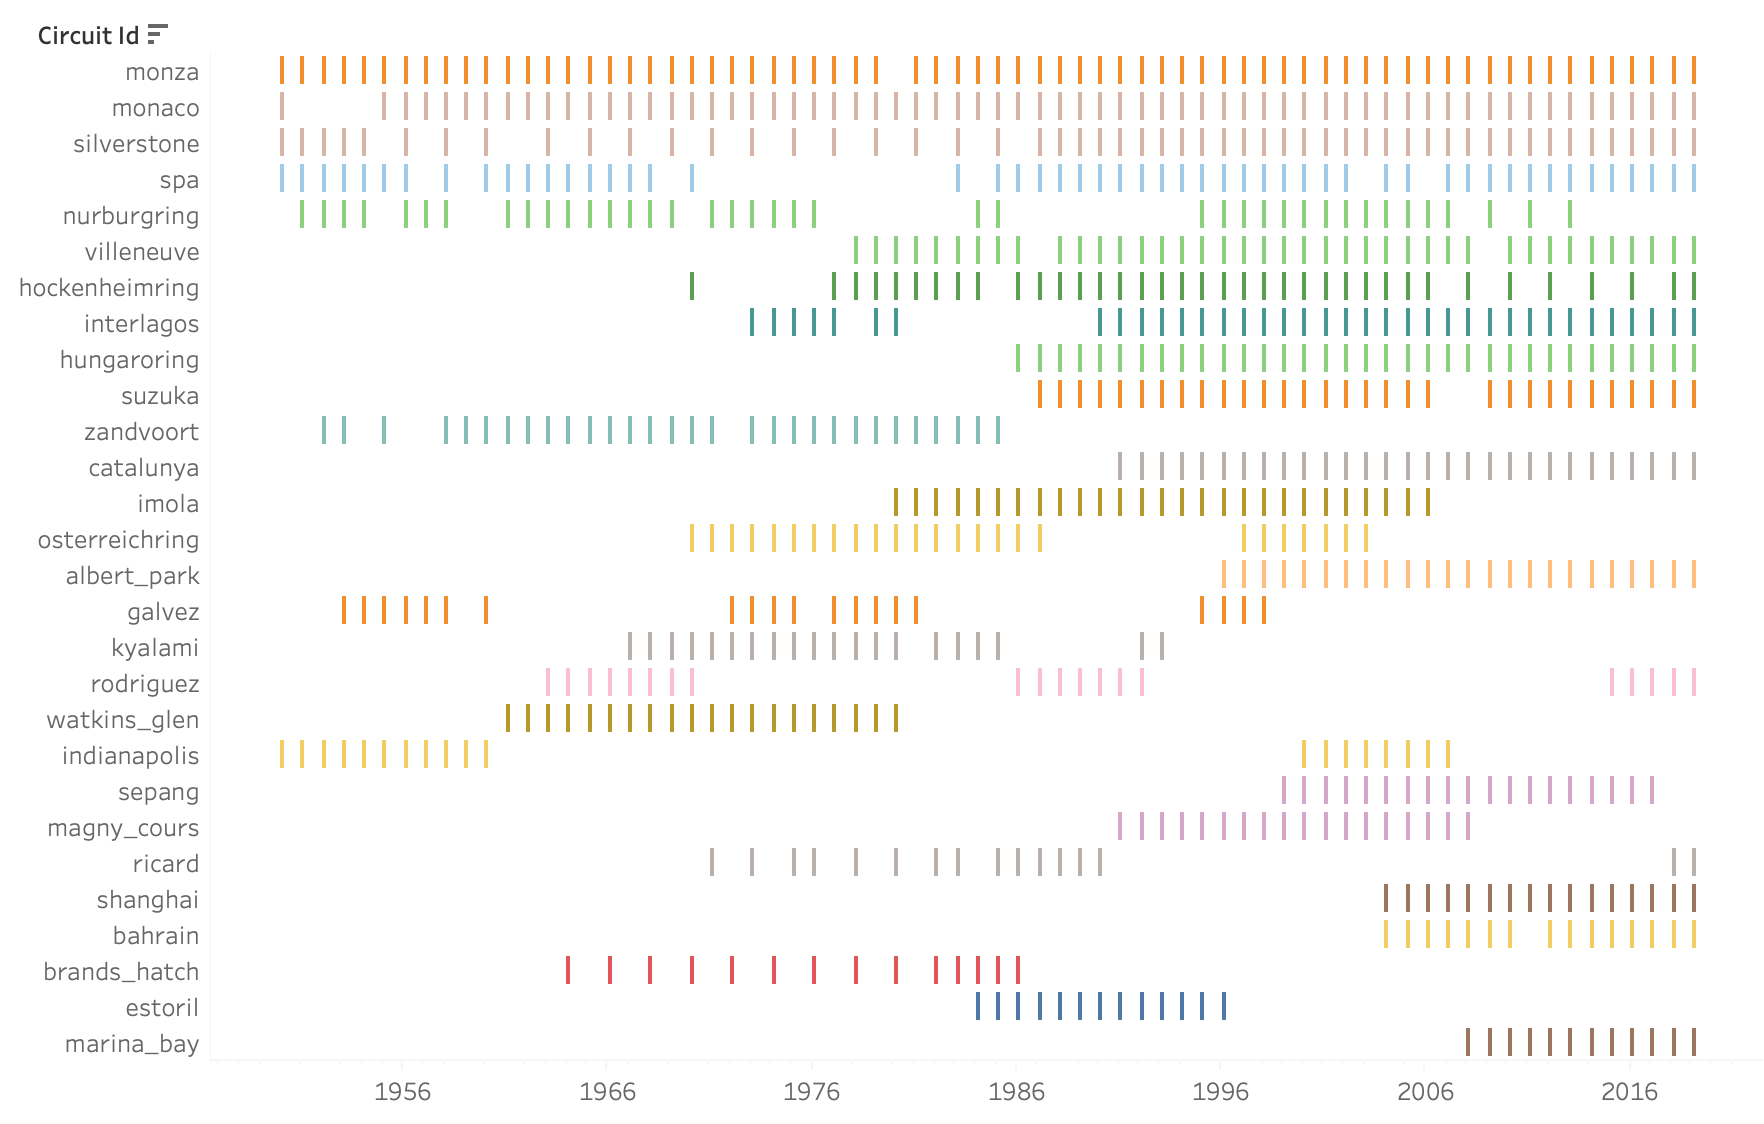 Circuit Id
monza
monaco
silverstone
spa
nurburgring
villeneuve
hockenheimring
interlagos
hungaroring
suzuka
zandvoort
catalunya
imola
osterreichring
albert_park
galvez
kyalami
rodriguez
watkins_glen
indianapolis
sepang
magny_cours
ricard
shanghai
bahrain
brands_hatch
estoril
marina_bay
1956 1966 1976 1986 1996 2006 2016